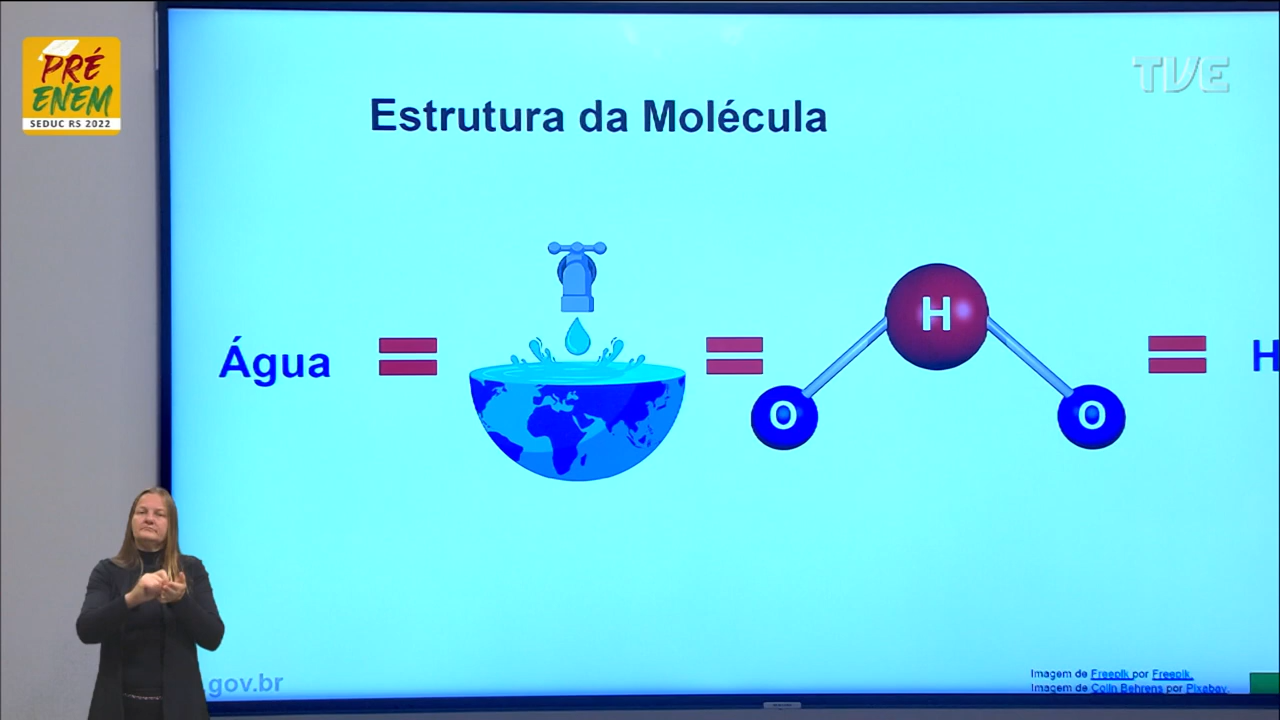 PRÉ
ENEM
SEDUC RS 2022
TVE
Estrutura da Molécula
Água
H
H
O
O
.gov.br
Imagem de Freepik por Freepik.
Imagem de Colin Behrens por Pixabay.